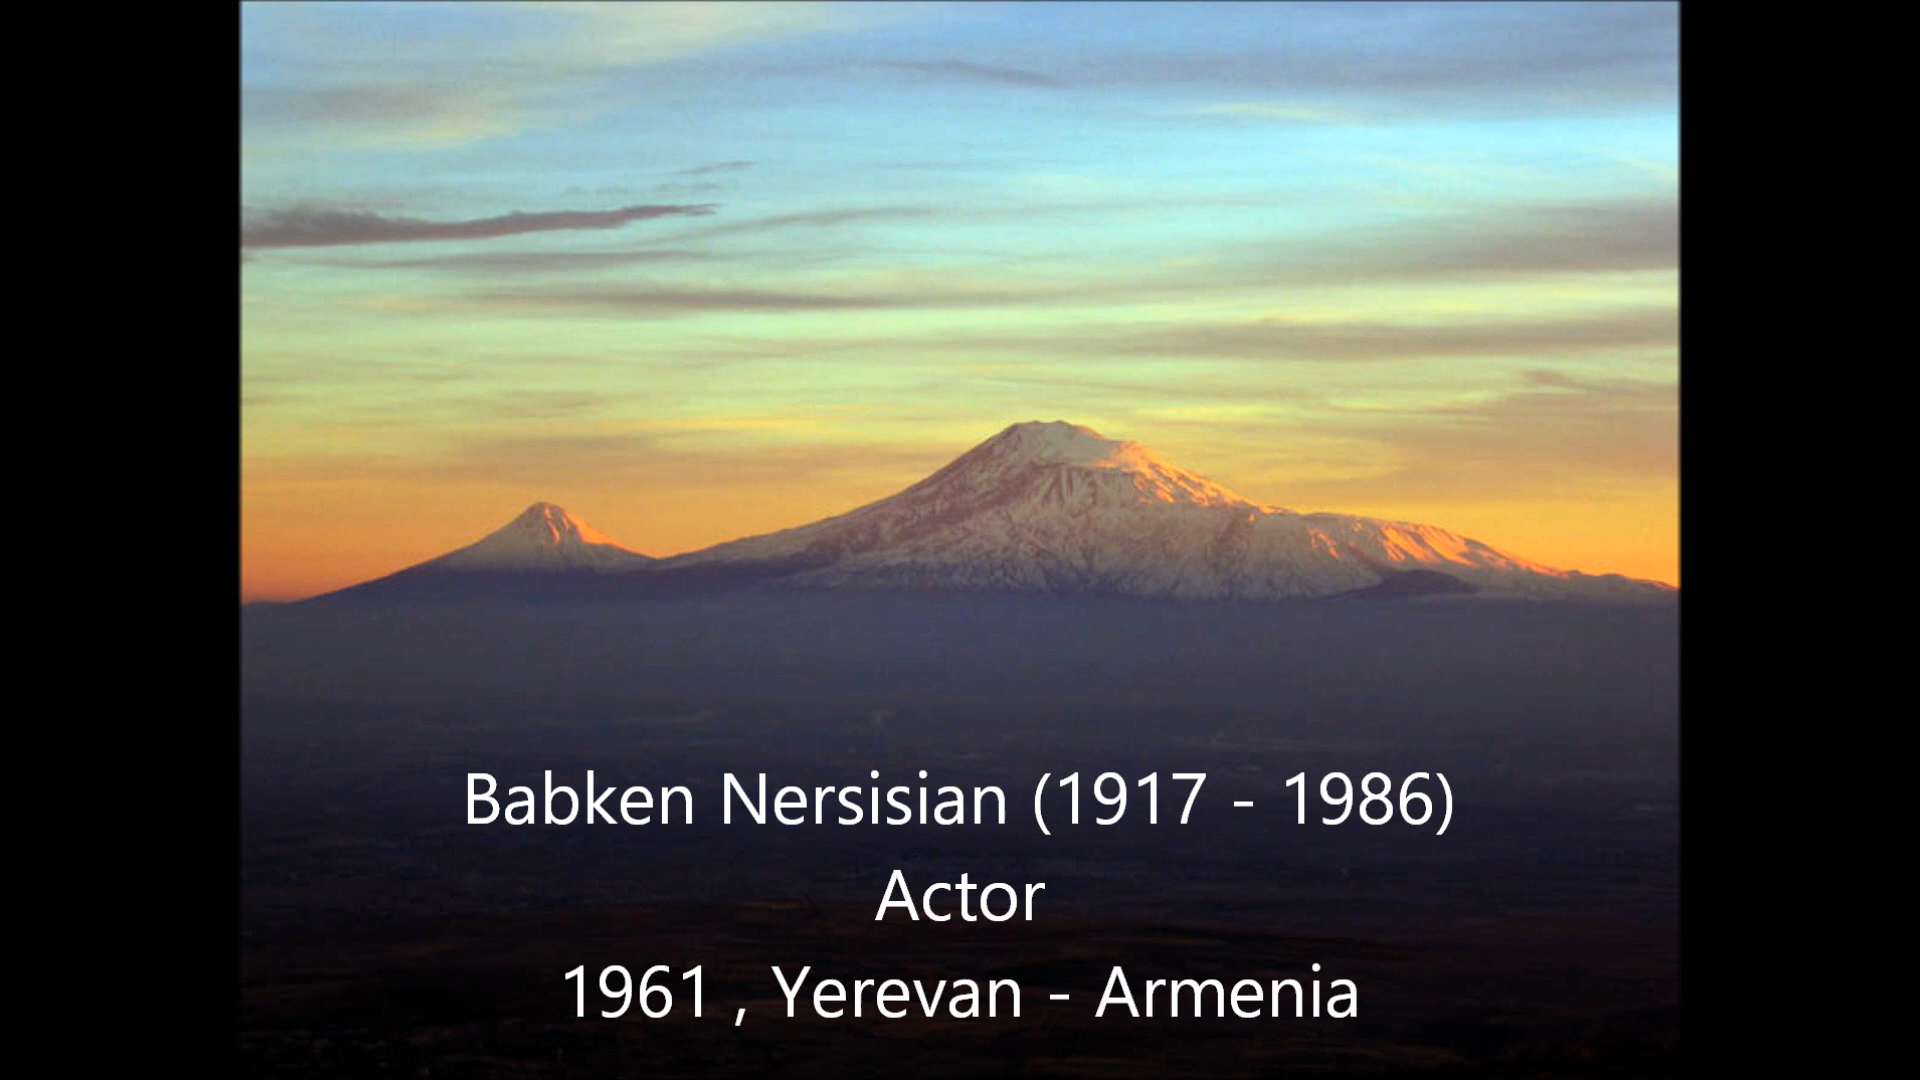 Babken Nersisian (1917 - 1986)
Actor
1961 , Yerevan - Armenia